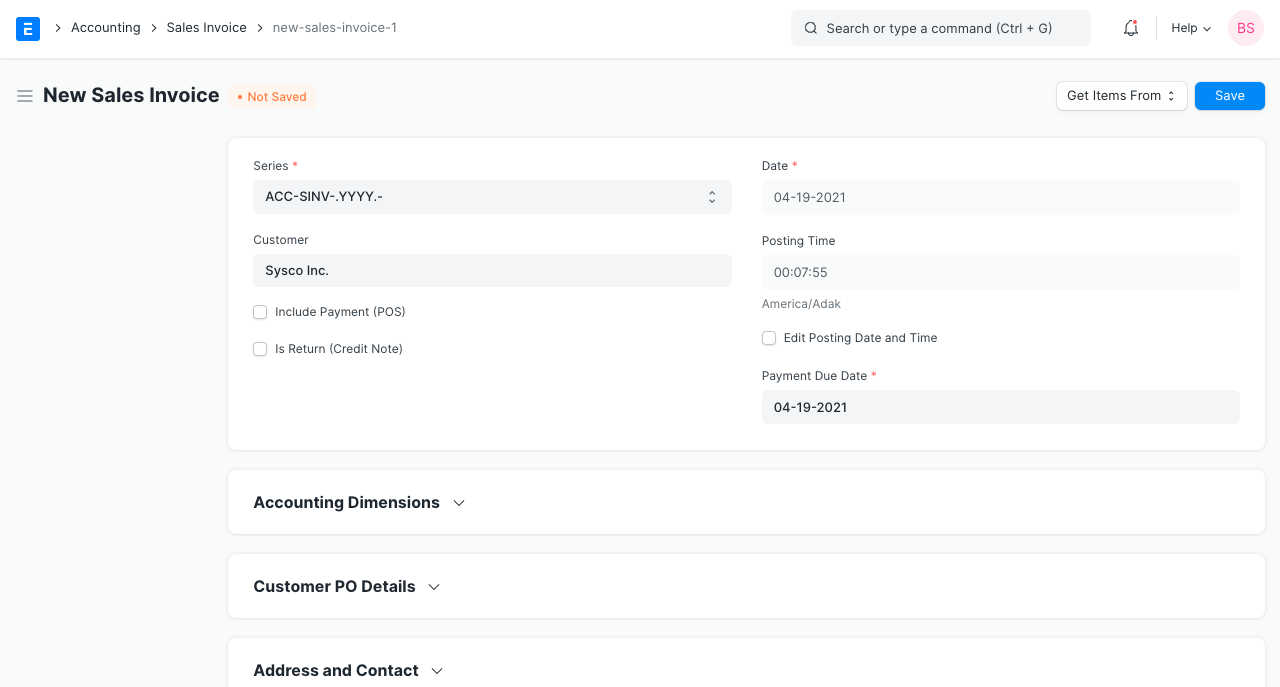 E
Accounting
Sales Invoice
new-sales-invoice-1
Search or type a command (Ctrl + G)
Help
BS
New Sales Invoice
• Not Saved
Get Items From
Save
Series *
ACC-SINV-.YYYY.-
Customer
Sysco Inc.
Include Payment (POS)
Is Return (Credit Note)
Date *
04-19-2021
Posting Time
00:07:55
America/Adak
Edit Posting Date and Time
Payment Due Date *
04-19-2021
Accounting Dimensions
Customer PO Details
Address and Contact